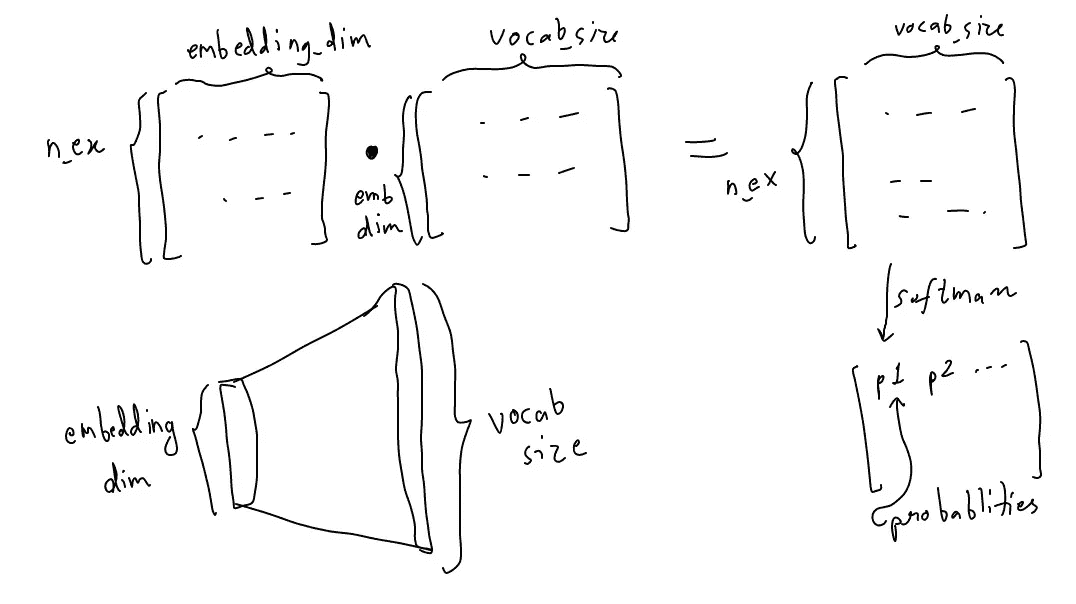 embedding_dim
vocab_size
vocab_size
n_ex
emb
dim
=
n_ex
softmax
embedding
dim
vocab
size
p1 p2 ...
probablities